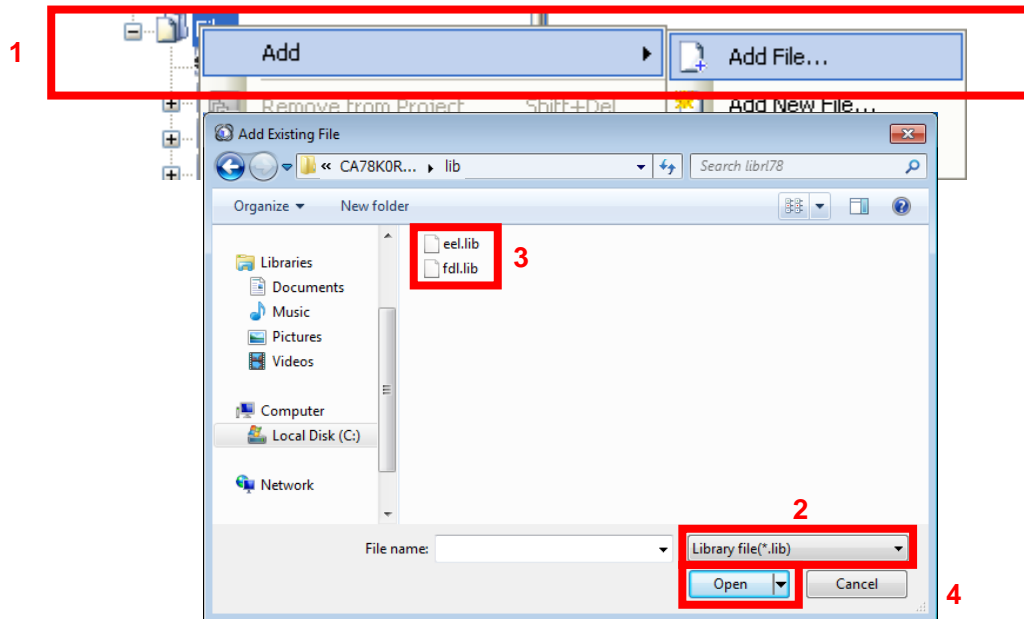 1
Add
Add File...
Remove from Project Shift+Del
Add New File...
Add Existing File
« CA78K0R... lib
Search librl78
Organize New folder
eel.lib
fdl.lib
3
Libraries
Documents
Music
Pictures
Videos
Computer
Local Disk (C:)
Network
2
File name: Library file(*.lib)
Open Cancel
4